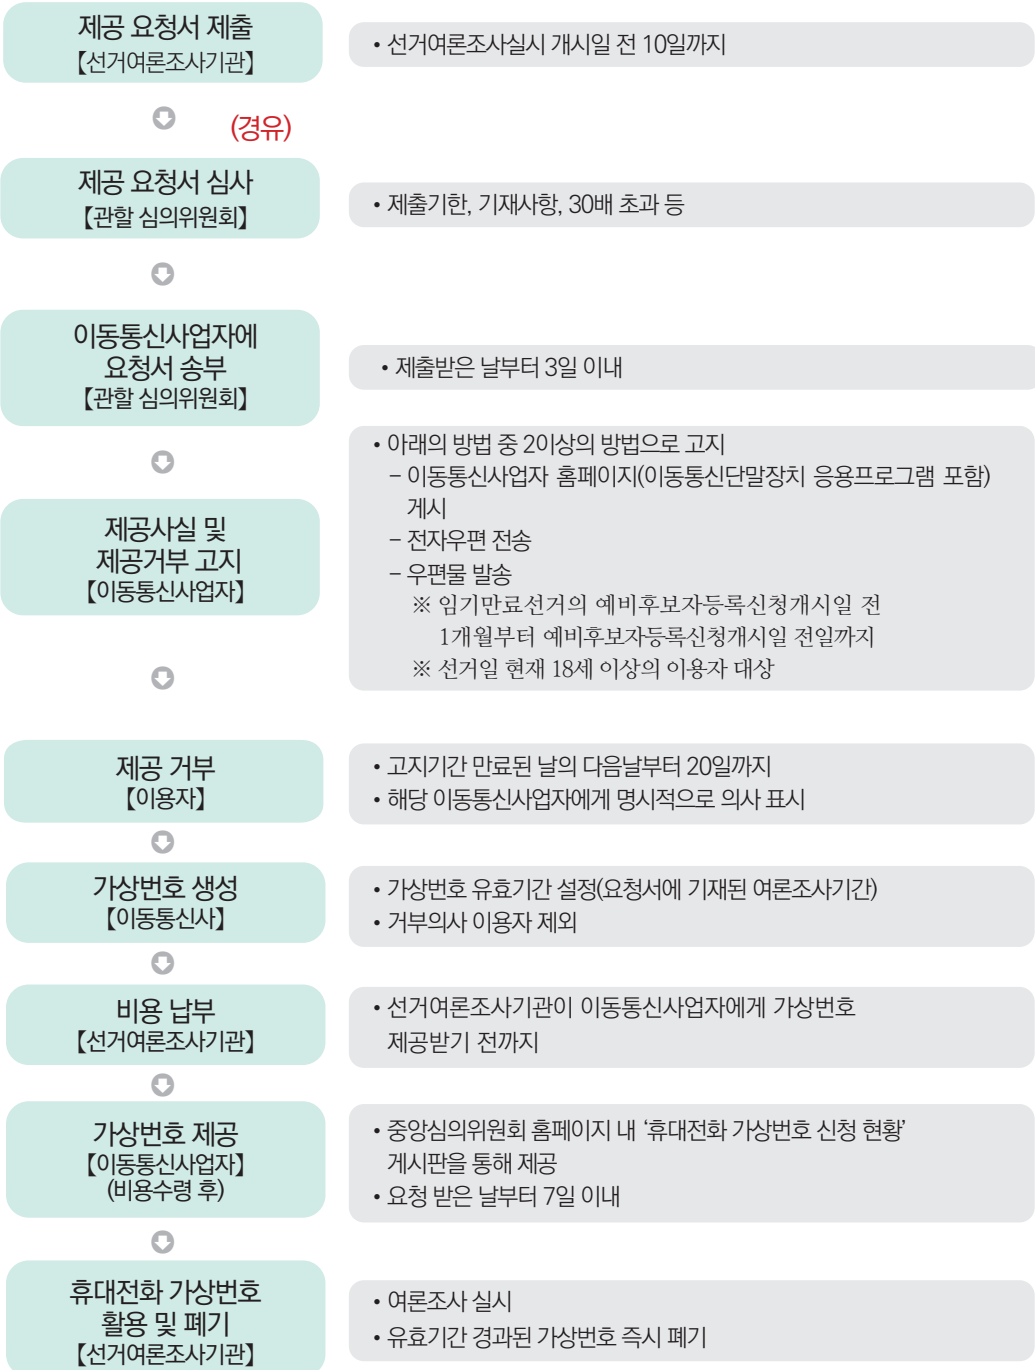 제공 요청서 제출
【선거여론조사기관】
• 선거여론조사실시 개시일 전 10일까지
(경유)
제공 요청서 심사
【관할 심의위원회】
• 제출기한, 기재사항, 30배 초과 등
이동통신사업자에
요청서 송부
【관할 심의위원회】
• 제출받은 날부터 3일 이내
제공사실 및
제공거부 고지
【이동통신사업자】
• 아래의 방법 중 2이상의 방법으로 고지
– 이동통신사업자 홈페이지(이동통신단말장치 응용프로그램 포함)
게시
– 전자우편 전송
– 우편물 발송
※ 임기만료선거의 예비후보자등록신청개시일 전
1개월부터 예비후보자등록신청개시일 전일까지
※ 선거일 현재 18세 이상의 이용자 대상
제공 거부
【이용자】
• 고지기간 만료된 날의 다음날부터 20일까지
• 해당 이동통신사업자에게 명시적으로 의사 표시
가상번호 생성
【이동통신사】
• 가상번호 유효기간 설정(요청서에 기재된 여론조사기간)
• 거부의사 이용자 제외
비용 납부
【선거여론조사기관】
• 선거여론조사기관이 이동통신사업자에게 가상번호
제공받기 전까지
가상번호 제공
【이동통신사업자】
(비용수령 후)
• 중앙심의위원회 홈페이지 내 ‘휴대전화 가상번호 신청 현황’
게시판을 통해 제공
• 요청 받은 날부터 7일 이내
휴대전화 가상번호
활용 및 폐기
【선거여론조사기관】
• 여론조사 실시
• 유효기간 경과된 가상번호 즉시 폐기